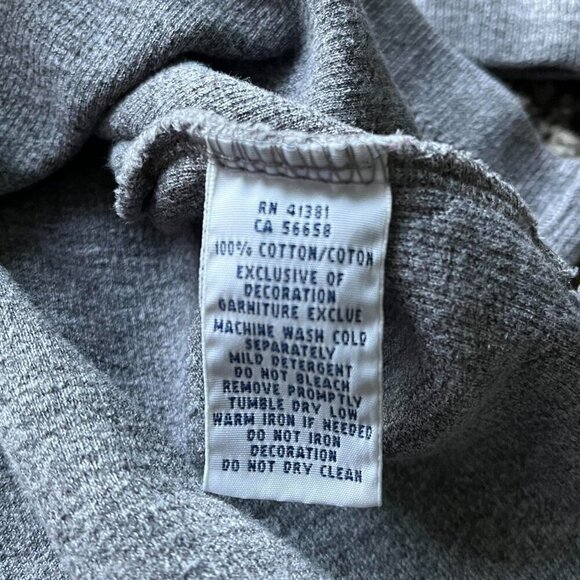 RN 41381
CA 56658
100% COTTON/COTON
EXCLUSIVE OF
DECORATION
GARNITURE EXCLUE
MACHINE WASH COLD
SEPARATELY
MILD DETERGENT
DO NOT BLEACH
REMOVE PROMPTLY
TUMBLE DRY LOW
WARM IRON IF NEEDED
DO NOT IRON
DECORATION
DO NOT DRY CLEAN